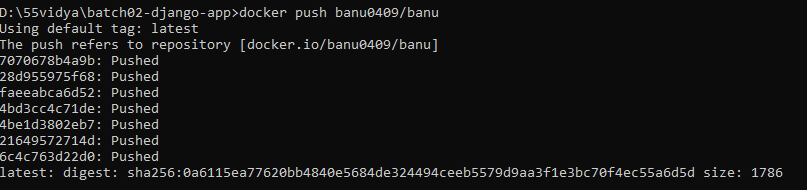 D:\55vidya\batch02-django-app>docker push banu0409/banu
Using default tag: latest
The push refers to repository [docker.io/banu0409/banu]
7070678b4a9b: Pushed
28d955975f68: Pushed
faeeabca6d52: Pushed
4bd3cc4c71de: Pushed
4be1d3802eb7: Pushed
21649572714d: Pushed
6c4c763d22d0: Pushed
latest: digest: sha256:0a6115ea77620bb4840e5684de324494ceeb5579d9aa3f1e3bc70f4ec55a6d5d size: 1786